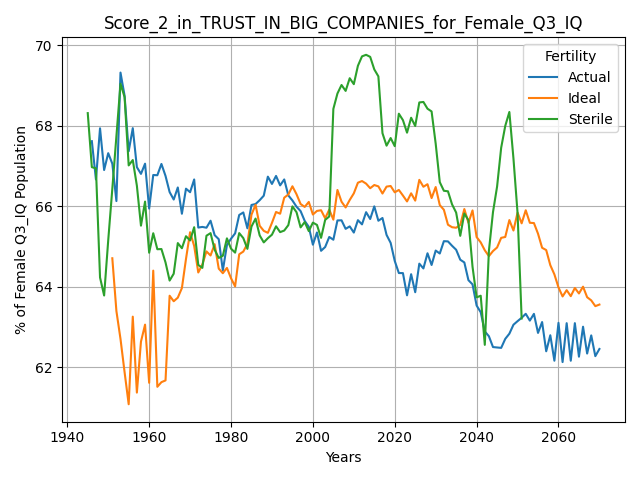 Score_2_in_TRUST_IN_BIG_COMPANIES_for_Female_Q3_IQ
% of Female Q3_IQ Population
70
68
66
64
62
1940
1960
1980
2000
2020
2040
2060
Years
Fertility
Actual
Ideal
Sterile